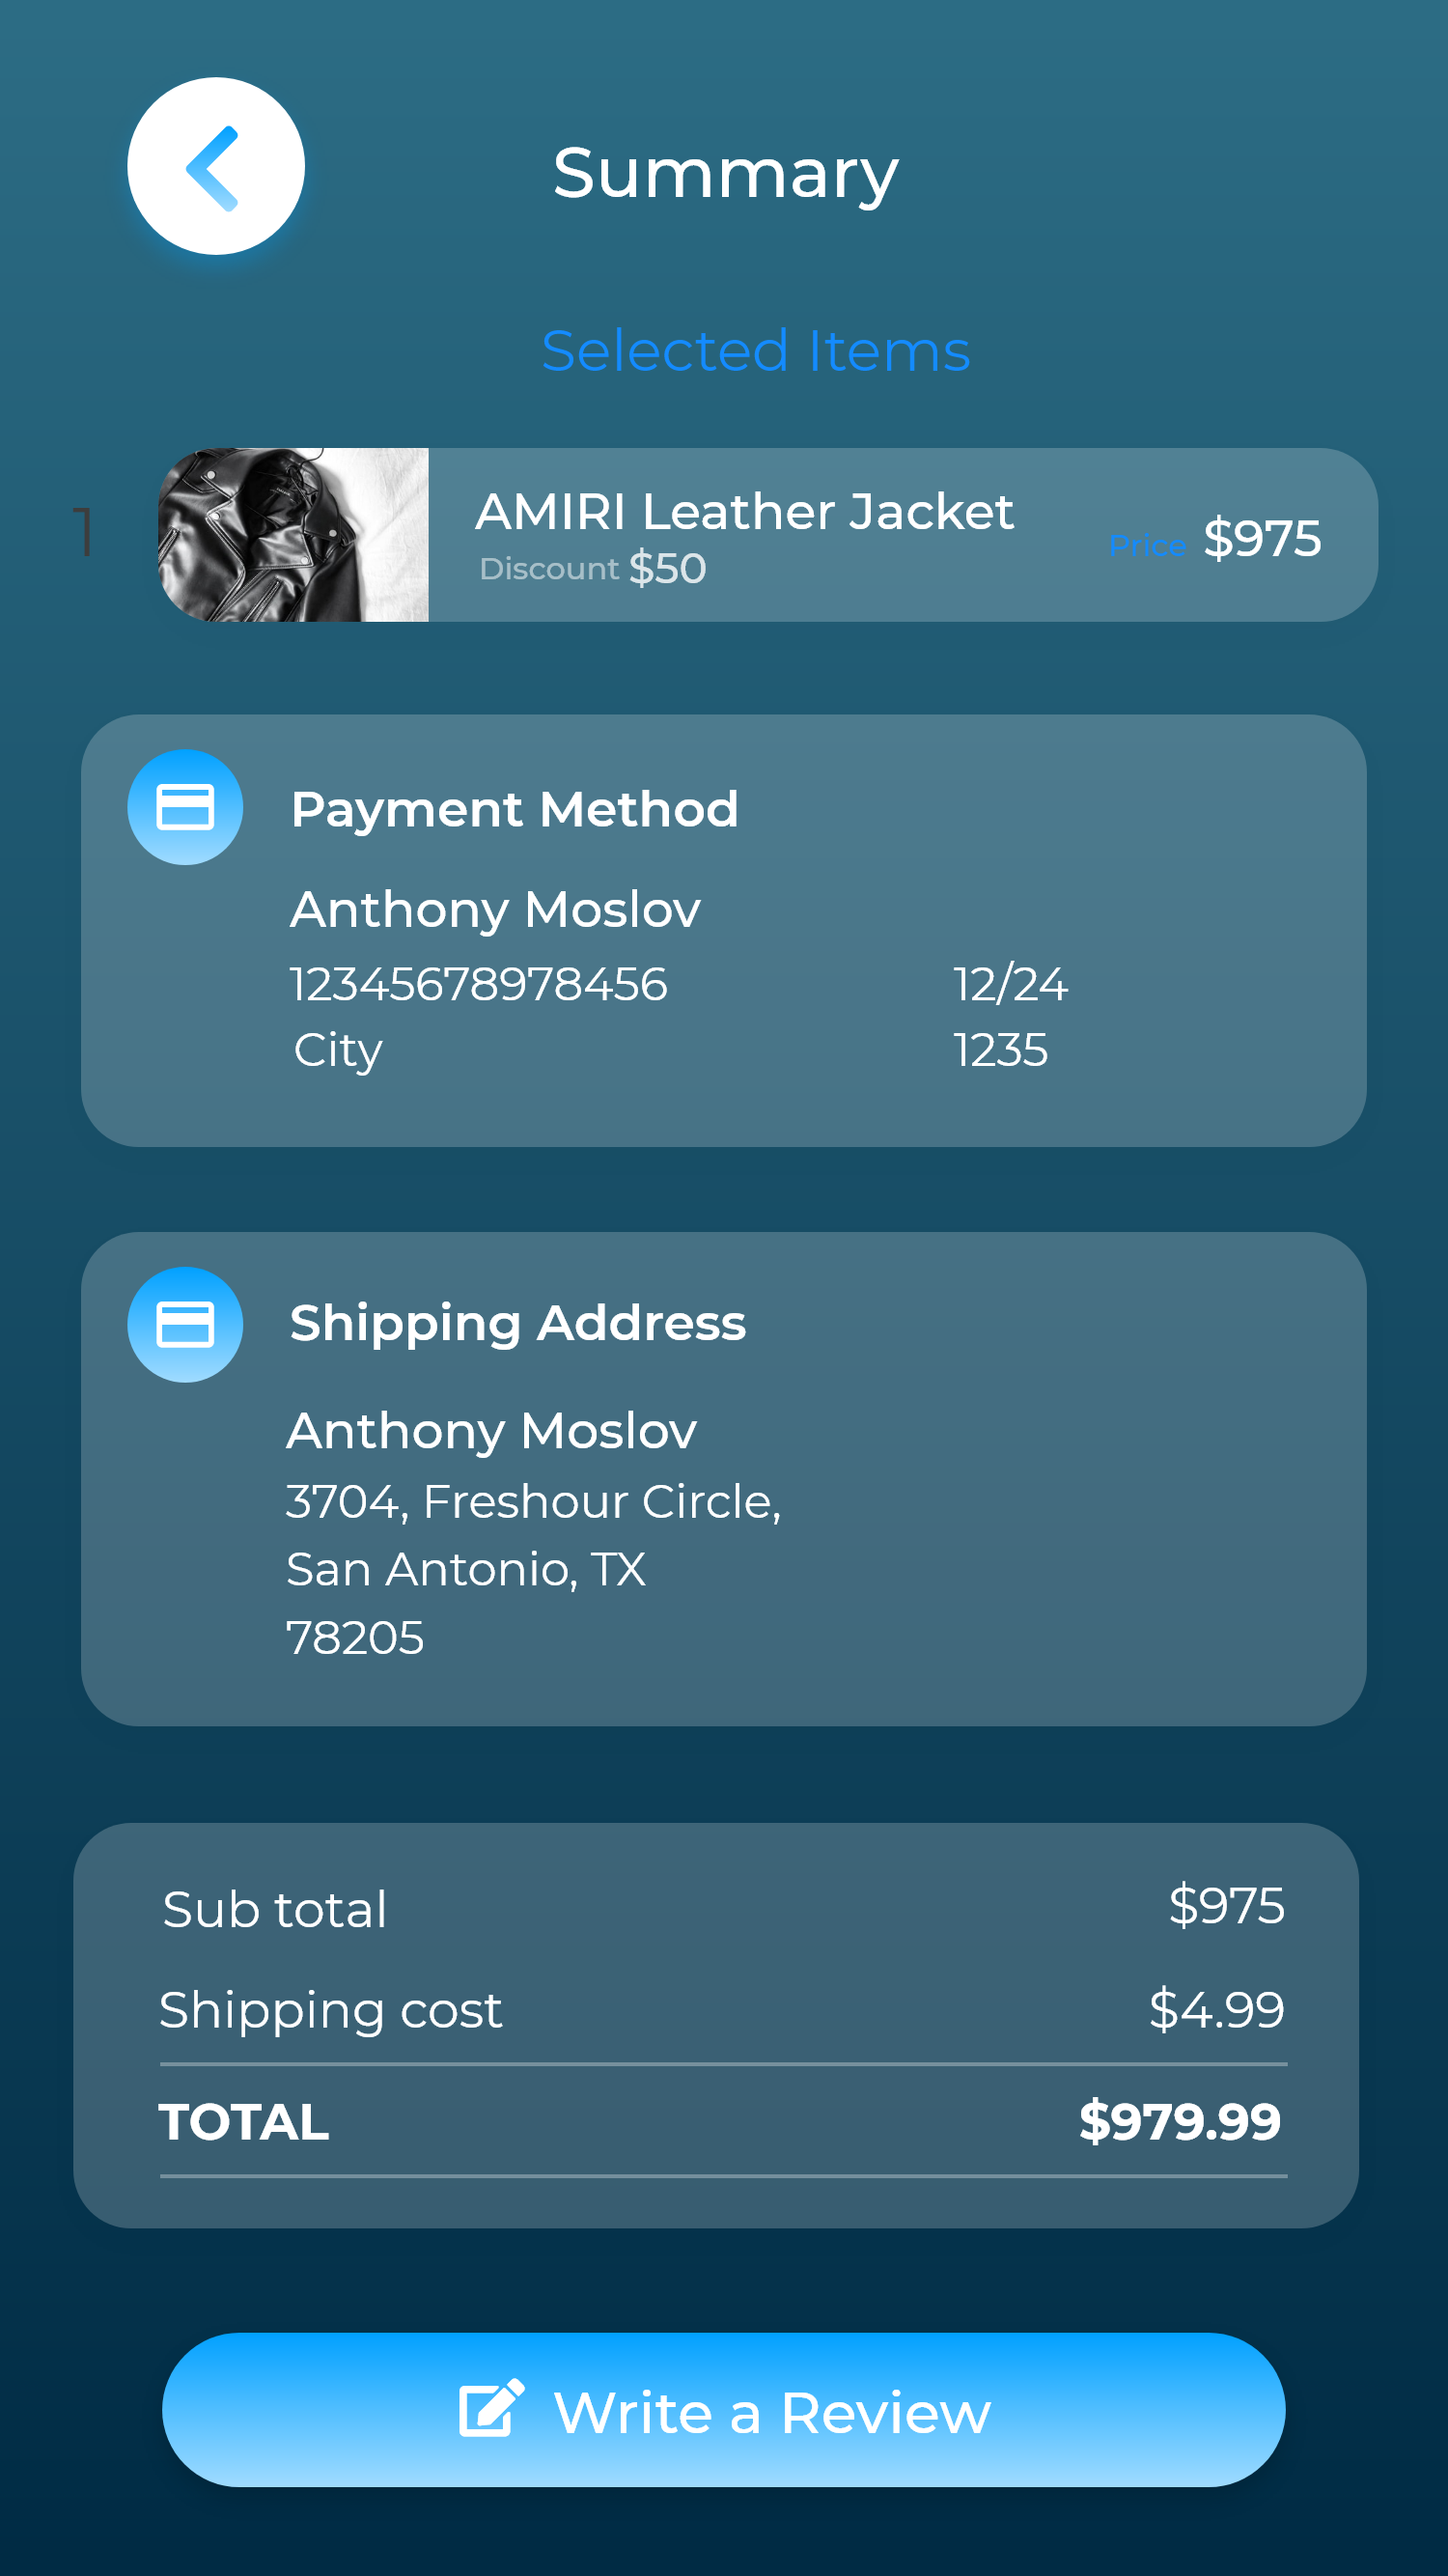 Summary
Selected Items
1
AMIRI Leather Jacket
Discount $50
Price $975
Payment Method
Anthony Moslov
12345678978456 12/24
City 1235
Shipping Address
Anthony Moslov
3704, Freshour Circle,
San Antonio, TX
78205
Sub total $975
Shipping cost $4.99
TOTAL $979.99
Write a Review